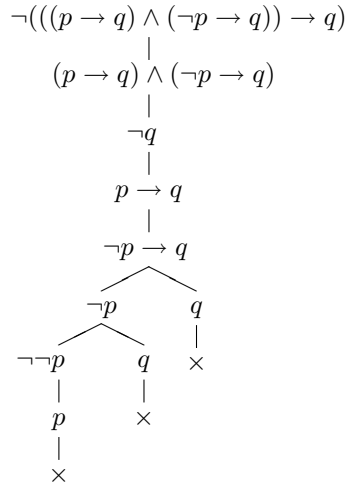 ¬(((p → q) ∧ (¬p → q)) → q)
(p → q) ∧ (¬p → q)
¬q
p → q
¬p → q
¬p q
¬¬p q ×
p ×
×